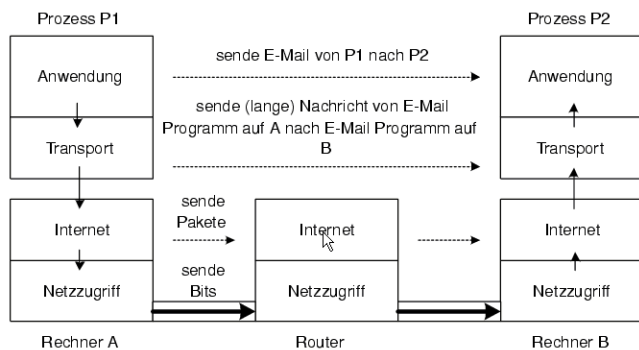 Prozess P1
Prozess P2
sende E-Mail von P1 nach P2
Anwendung
Anwendung
sende (lange) Nachricht von E-Mail
Programm auf A nach E-Mail Programm auf
B
Transport
Transport
sende
Pakete
Internet
Internet
Internet
sende
Bits
Netzzugriff
Netzzugriff
Netzzugriff
Rechner A
Router
Rechner B